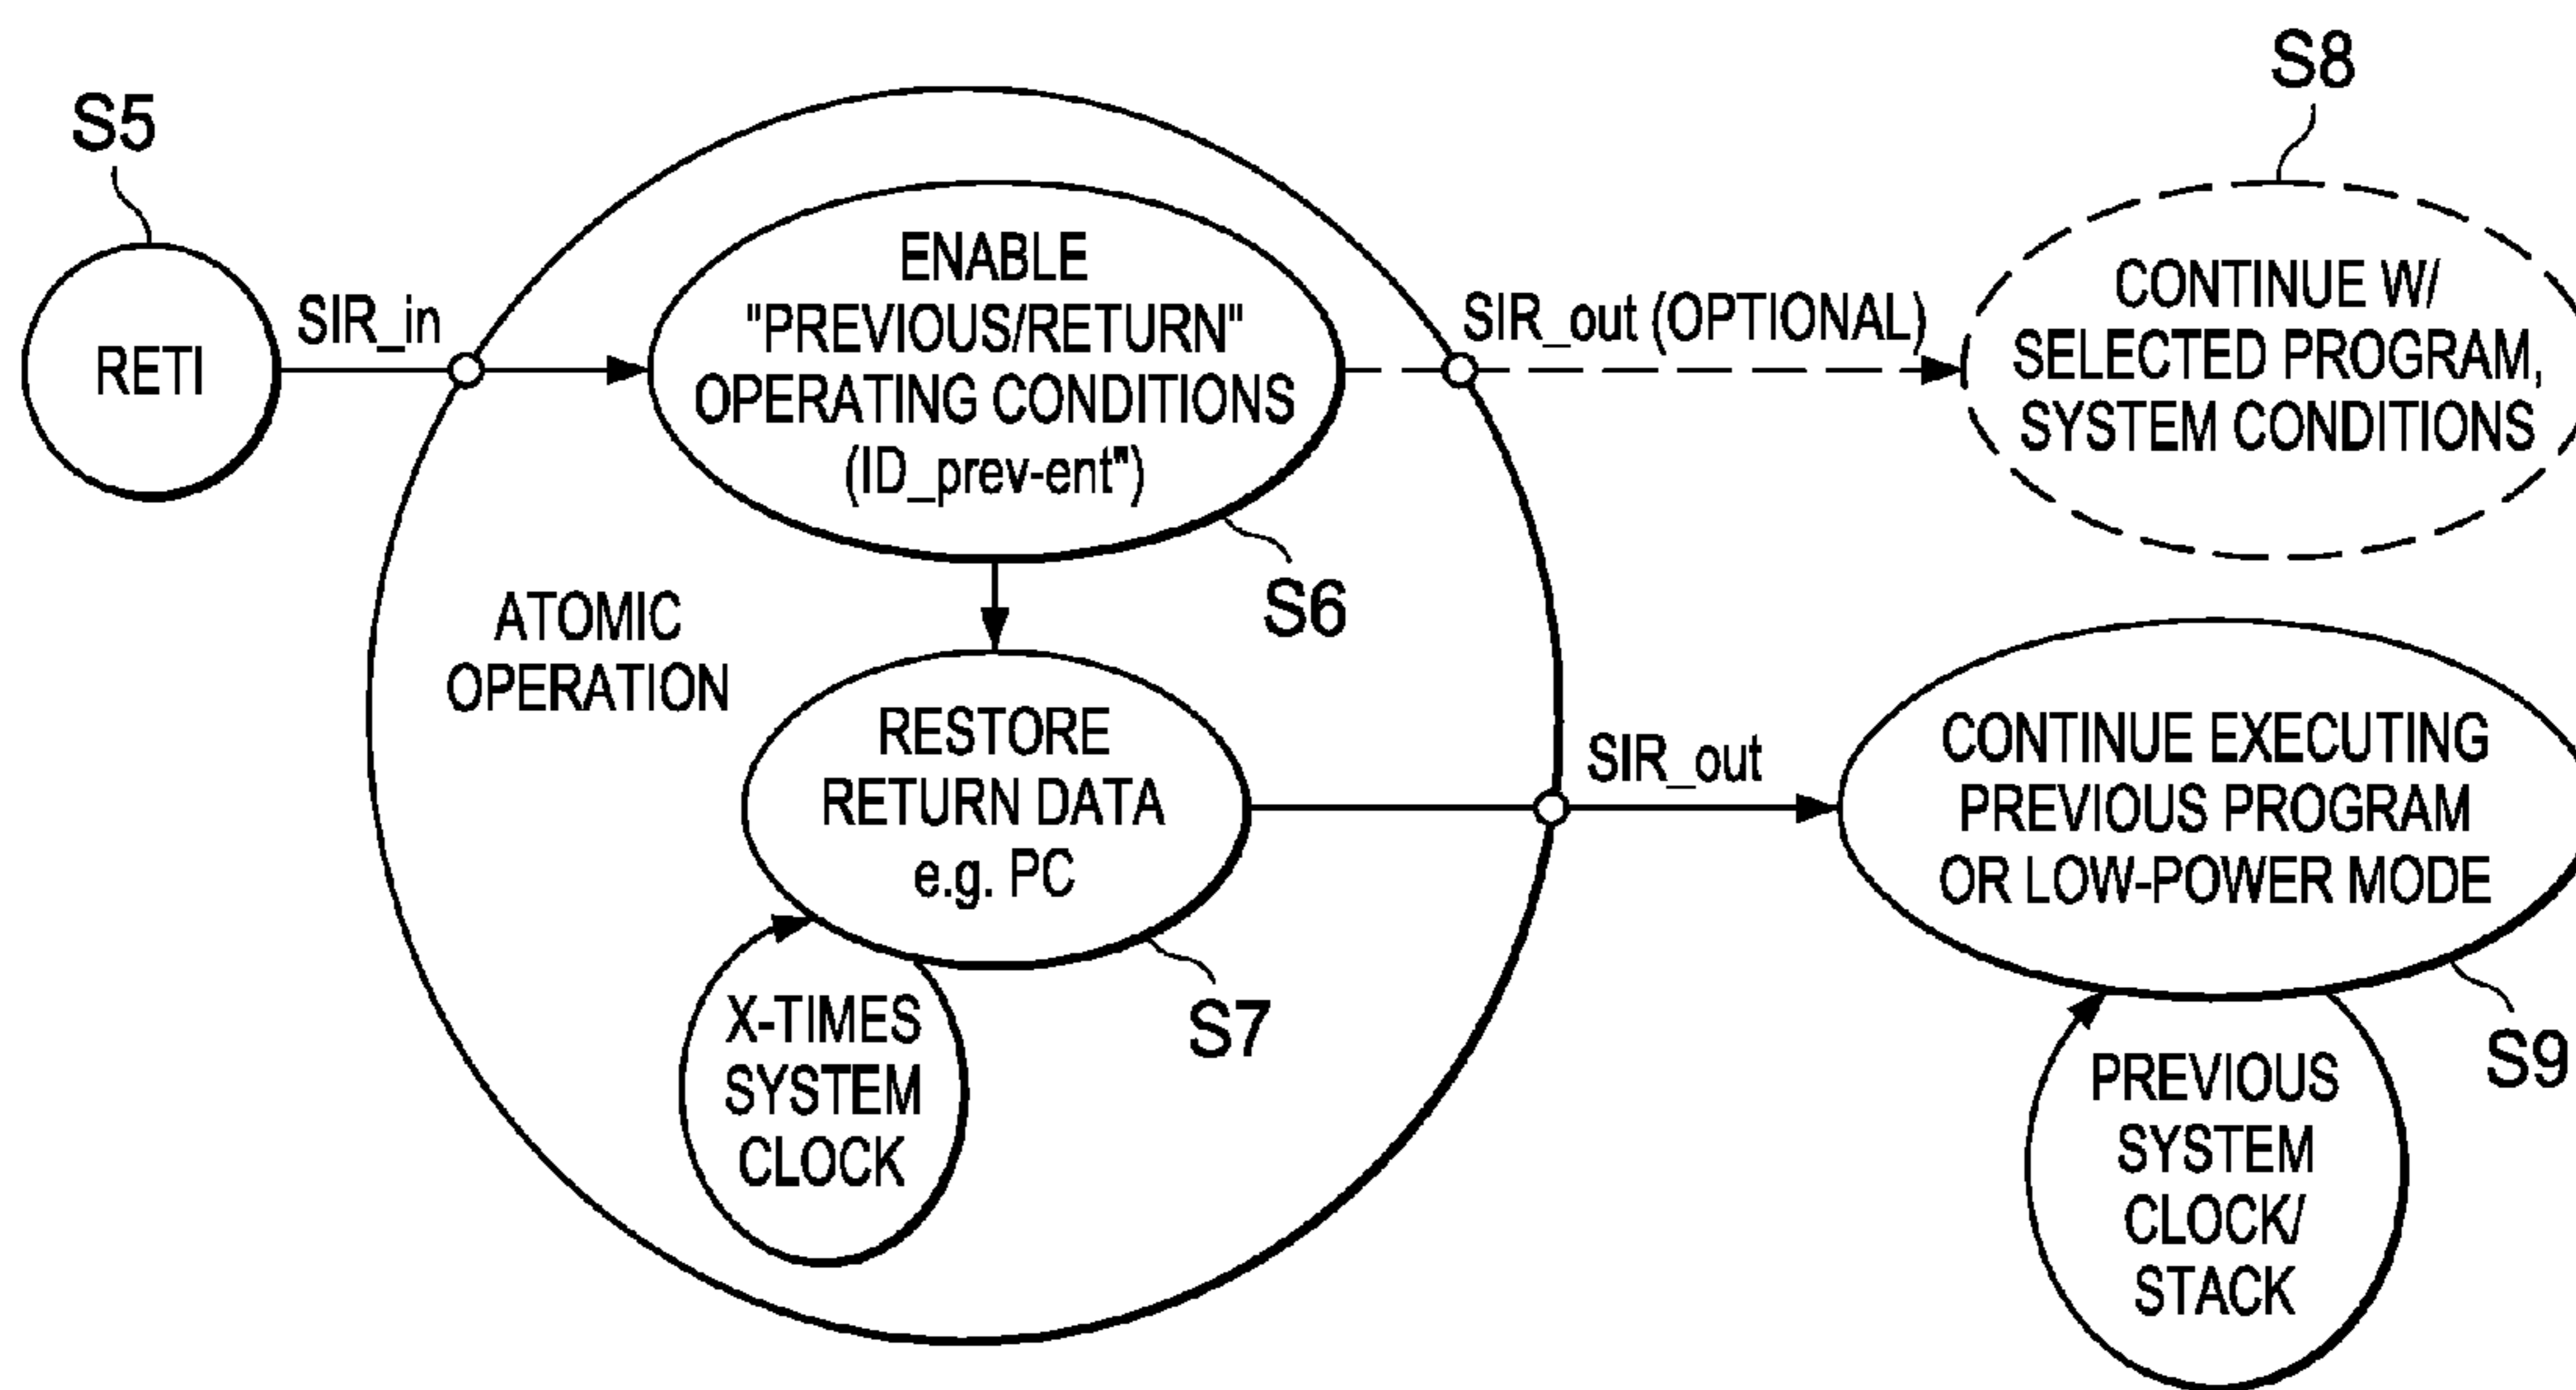 S5
RETI
SIR_in
ENABLE
"PREVIOUS/RETURN"
OPERATING CONDITIONS
(ID_prev-ent")
S6
SIR_out (OPTIONAL)
S8
CONTINUE W/
SELECTED PROGRAM,
SYSTEM CONDITIONS
ATOMIC
OPERATION
RESTORE
RETURN DATA
e.g. PC
S7
X-TIMES
SYSTEM
CLOCK
SIR_out
CONTINUE EXECUTING
PREVIOUS PROGRAM
OR LOW-POWER MODE
S9
PREVIOUS
SYSTEM
CLOCK/
STACK